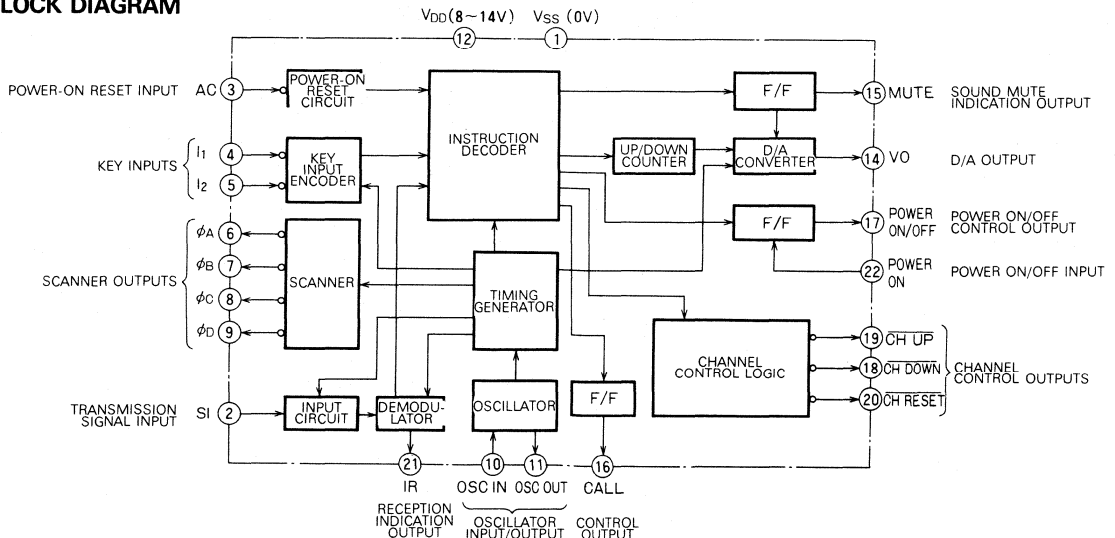 LOCK DIAGRAM
VDD (8~14V) VSS (0V)
12 1
POWER-ON RESET INPUT AC 3
POWER-ON
RESET
CIRCUIT
INSTRUCTION
DECODER
F/F
15 MUTE SOUND MUTE
INDICATION OUTPUT
KEY INPUTS
I1 4
I2 5
KEY
INPUT
ENCODER
UP/DOWN
COUNTER
D/A
CONVERTER
14 VO D/A OUTPUT
F/F
17 POWER
ON/OFF
POWER ON/OFF
CONTROL OUTPUT
22 POWER
ON
POWER ON/OFF INPUT
SCANNER OUTPUTS
φA 6
φB 7
φC 8
φD 9
SCANNER
TIMING
GENERATOR
CHANNEL
CONTROL LOGIC
19 CH UP
18 CH DOWN
20 CH RESET
CHANNEL
CONTROL OUTPUTS
TRANSMISSION
SIGNAL INPUT
SI 2
INPUT
CIRCUIT
DEMODU-
LATOR
OSCILLATOR
F/F
21 10 11 16
IR OSC IN OSC OUT CALL
RECEPTION
INDICATION
OUTPUT
OSCILLATOR
INPUT/OUTPUT
CONTROL
OUTPUT